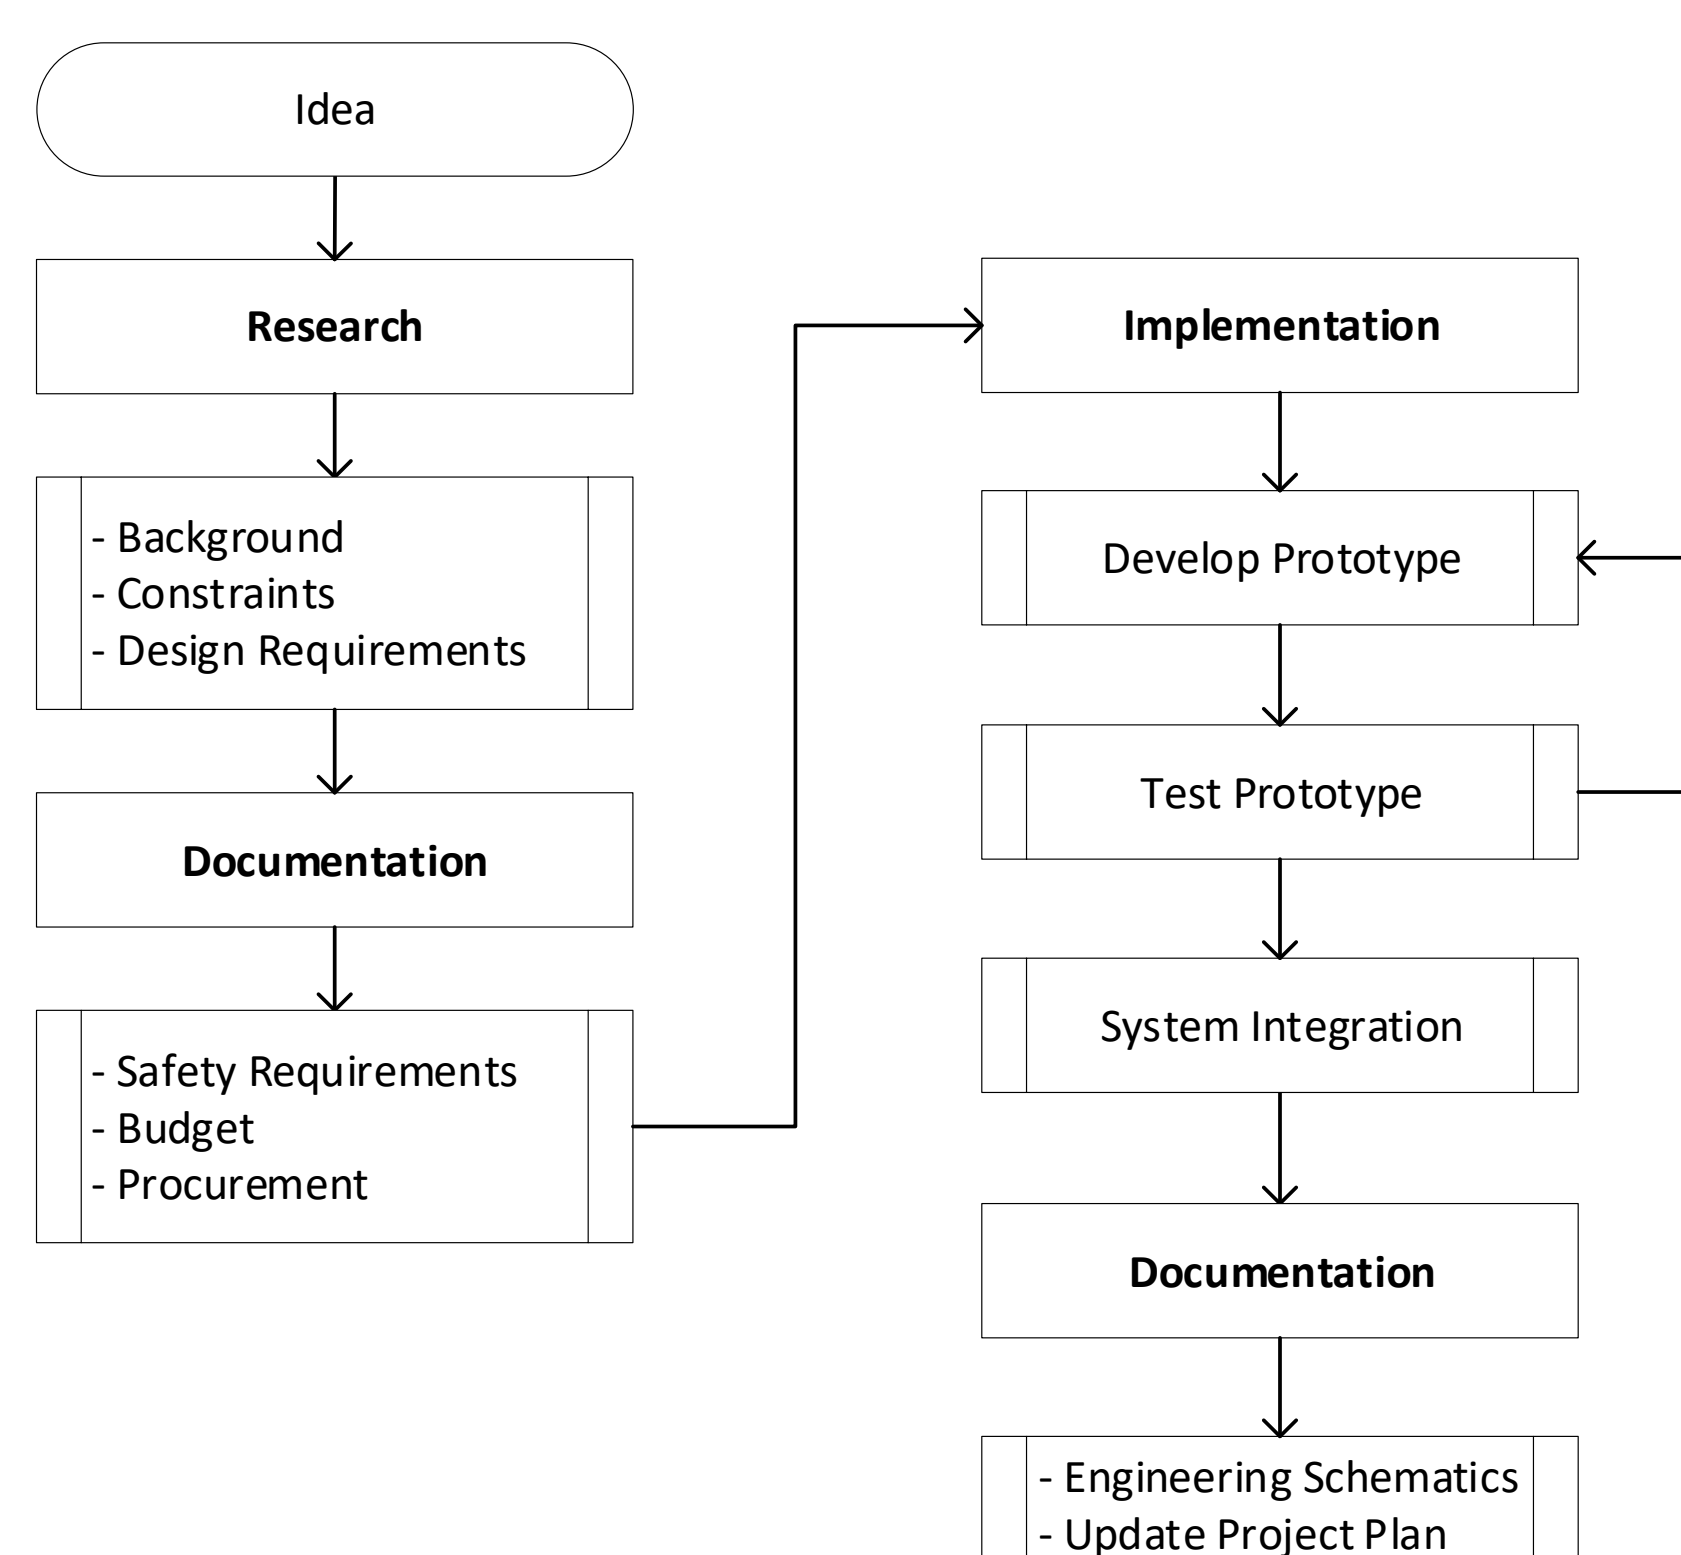 Idea
Research
- Background
- Constraints
- Design Requirements
Documentation
- Safety Requirements
- Budget
- Procurement
Implementation
Develop Prototype
Test Prototype
System Integration
Documentation
- Engineering Schematics
- Update Project Plan